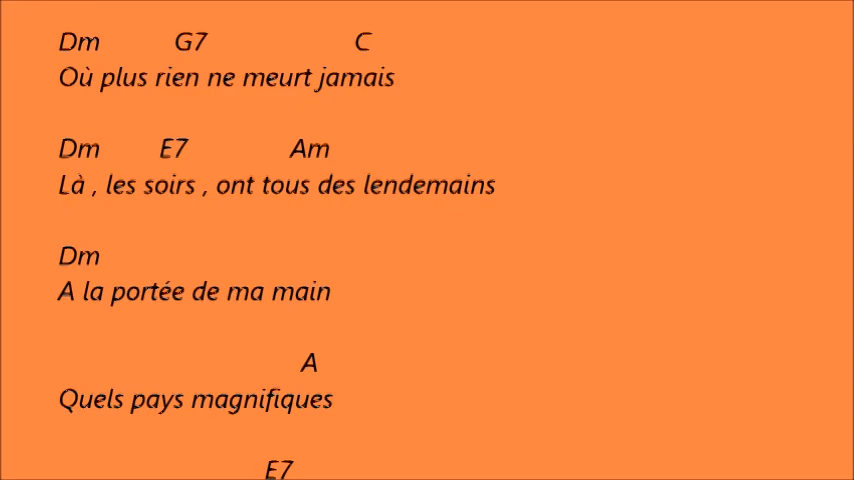 Dm G7 C
Où plus rien ne meurt jamais
Dm E7 Am
Là , les soirs , ont tous des lendemains
Dm
A la portée de ma main
A
Quels pays magnifiques
E7